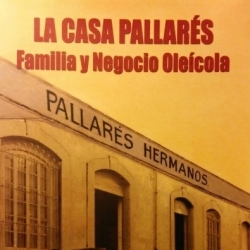 LA CASA PALLARÉS
Familia y Negocio Oleícola
PALLARÉS HERMANOS